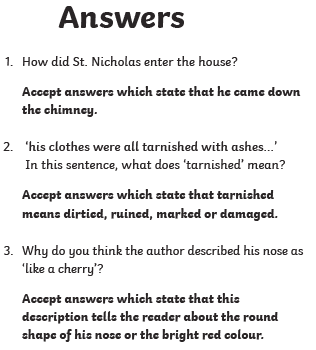 Answers
1. How did St. Nicholas enter the house?
Accept answers which state that he came down
the chimney.
2. ‘his clothes were all tarnished with ashes...’
In this sentence, what does ‘tarnished’ mean?
Accept answers which state that tarnished
means dirtied, ruined, marked or damaged.
3. Why do you think the author described his nose as
‘like a cherry’?
Accept answers which state that this
description tells the reader about the round
shape of his nose or the bright red colour.